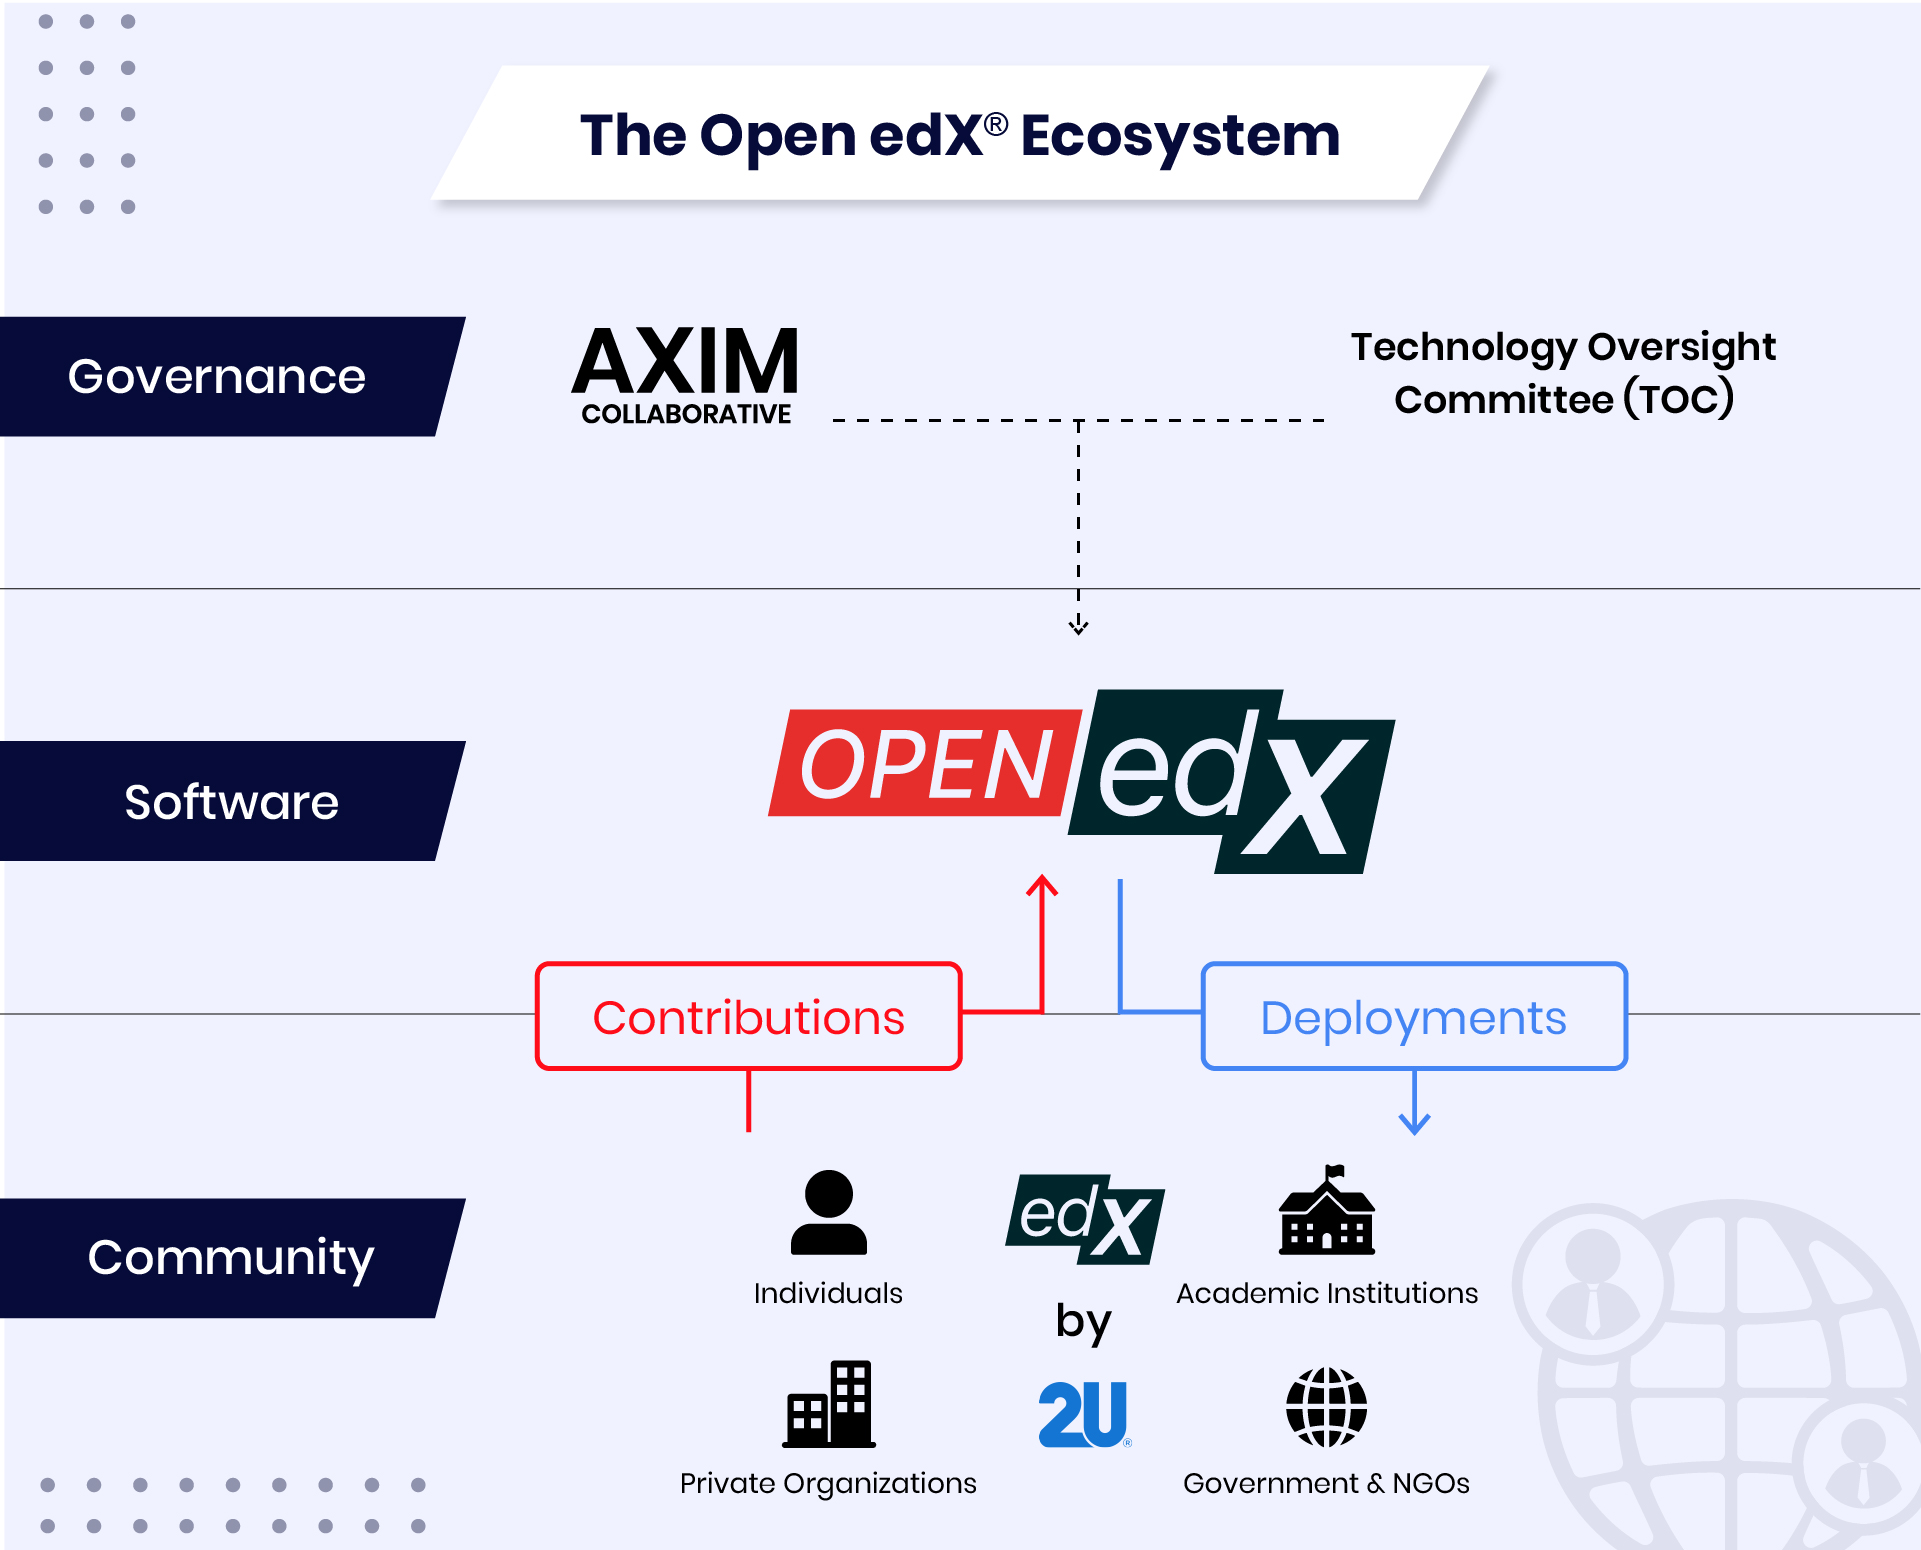 The Open edX® Ecosystem
Governance
AXIM
COLLABORATIVE
Technology Oversight
Committee (TOC)
Software
OPEN edX
Contributions
Deployments
Community
Individuals
edX
by
2U®
Academic Institutions
Private Organizations
Government & NGOs